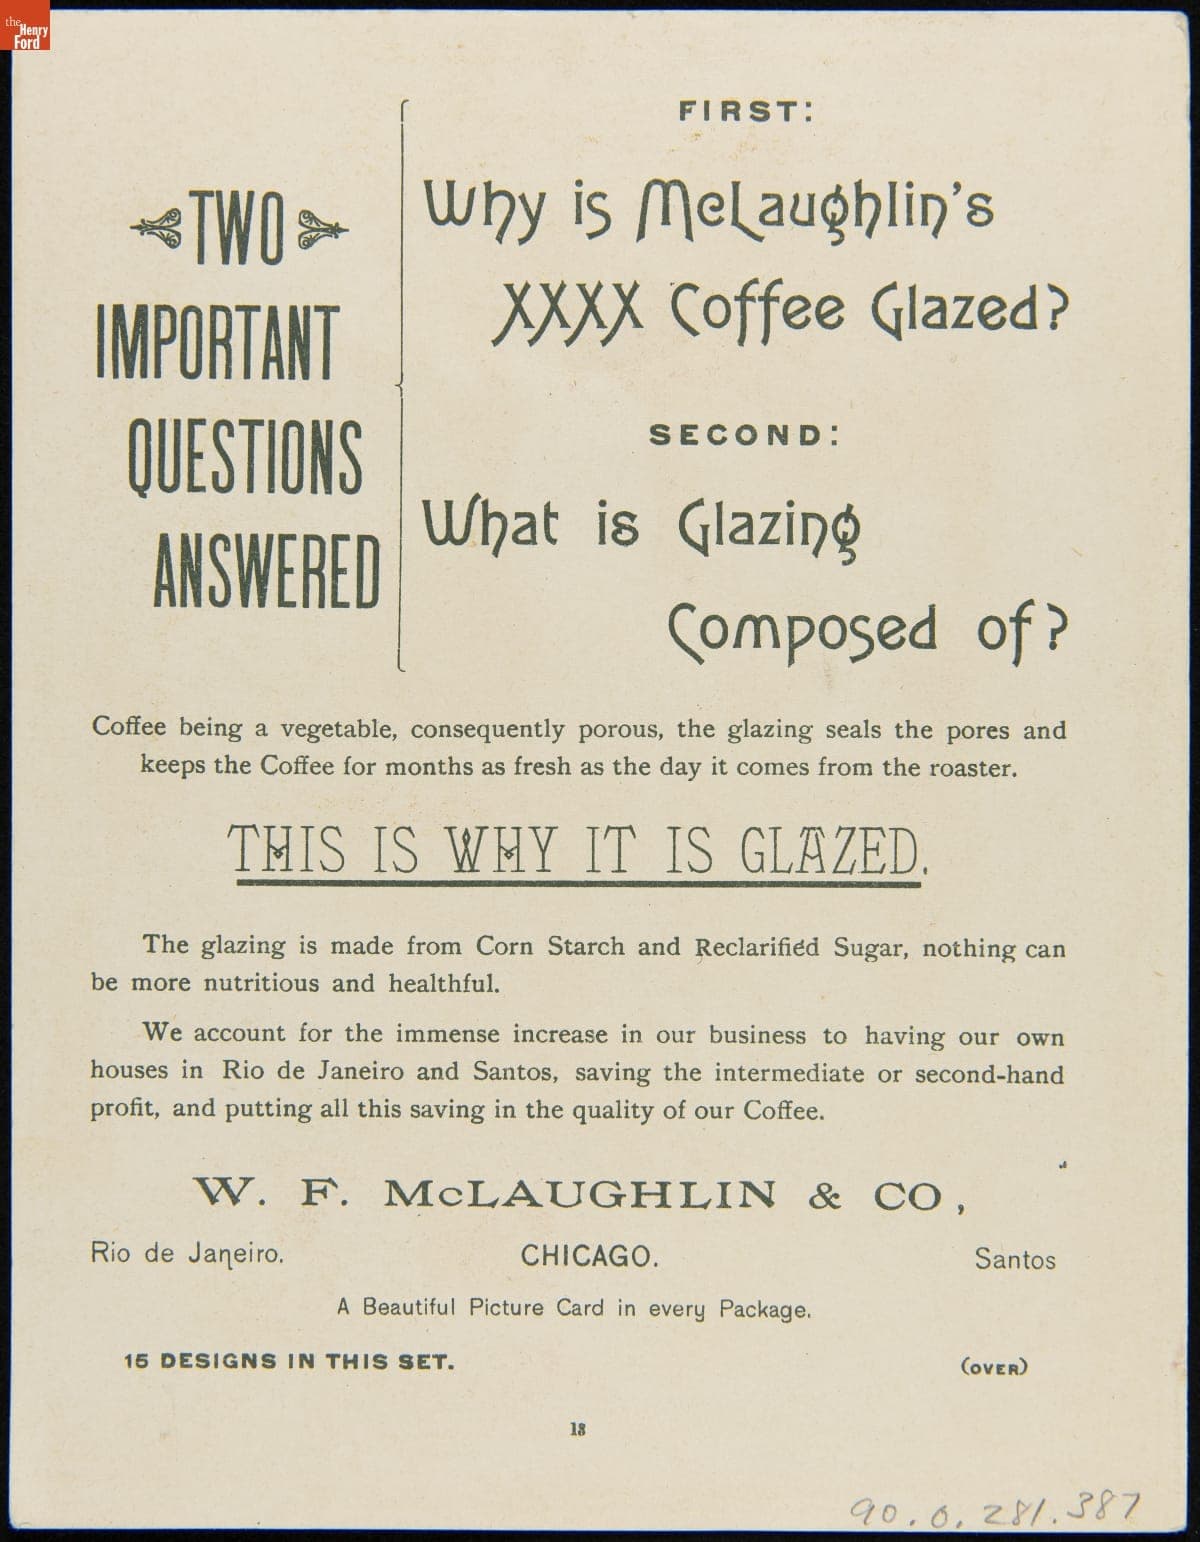 the
Henry
Ford
TWO
IMPORTANT
QUESTIONS
ANSWERED
FIRST:
Why is McLaughlin's
XXXX Coffee Glazed?
SECOND:
What is Glazing
Composed of?
Coffee being a vegetable, consequently porous, the glazing seals the pores and
keeps the Coffee for months as fresh as the day it comes from the roaster.
THIS IS WHY IT IS GLAZED.
The glazing is made from Corn Starch and Reclarified Sugar, nothing can
be more nutritious and healthful.
We account for the immense increase in our business to having our own
houses in Rio de Janeiro and Santos, saving the intermediate or second-hand
profit, and putting all this saving in the quality of our Coffee.
W. F. McLAUGHLIN & CO,
Rio de Janeiro. CHICAGO. Santos
A Beautiful Picture Card in every Package.
15 DESIGNS IN THIS SET. (OVER)
18
90.0.281.387